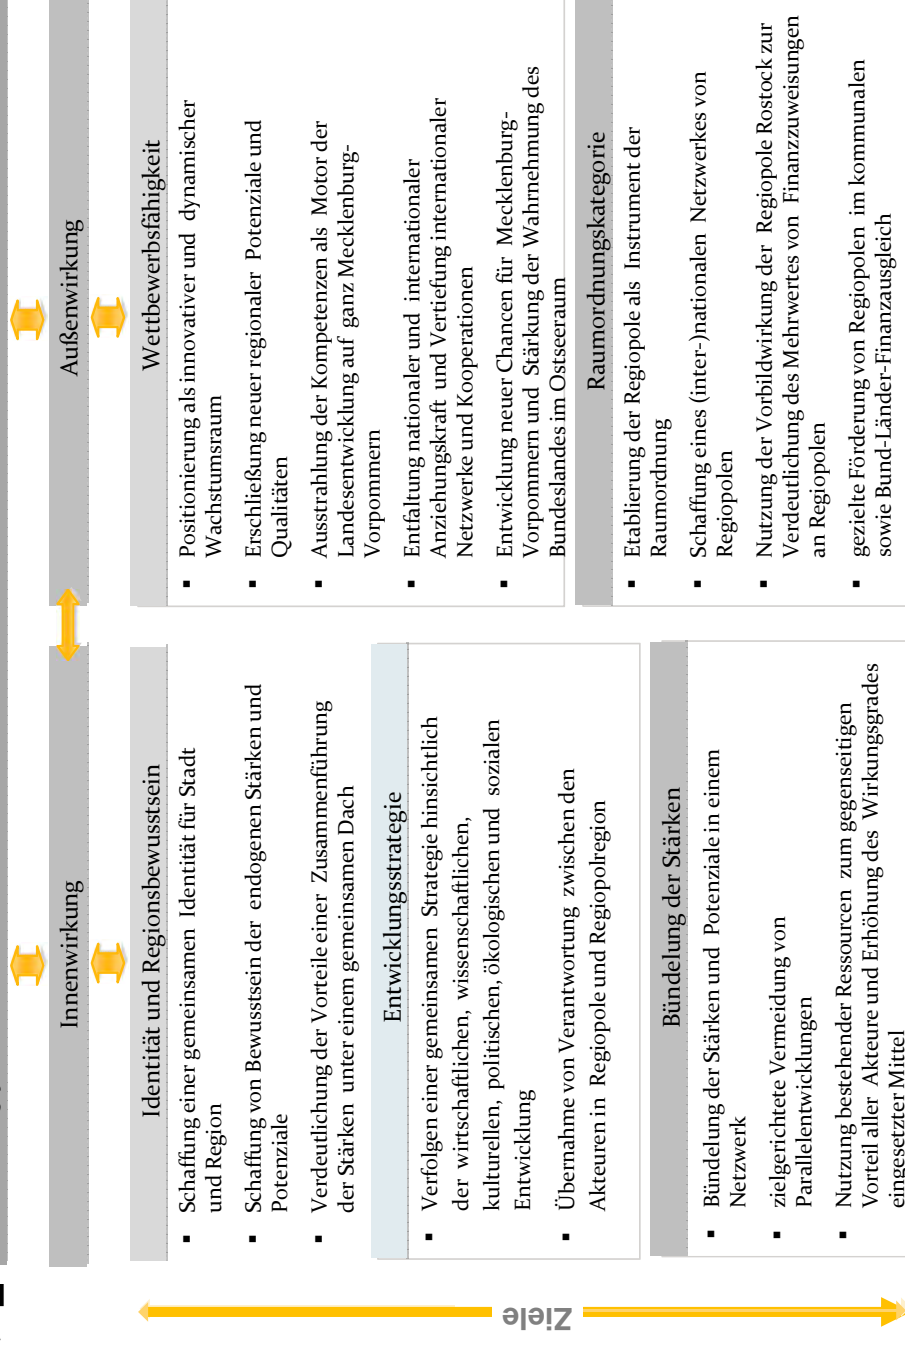 Innenwirkung
Außenwirkung
Identität und Regionsbewusstsein
Schaffung einer gemeinsamen Identität für Stadt
und Region
Schaffung von Bewusstsein der endogenen Stärken und
Potenziale
Verdeutlichung der Vorteile einer Zusammenführung
der Stärken unter einem gemeinsamen Dach
Entwicklungsstrategie
Verfolgen einer gemeinsamen Strategie hinsichtlich
der wirtschaftlichen, wissenschaftlichen,
kulturellen, politischen, ökologischen und sozialen
Entwicklung
Übernahme von Verantwortung zwischen den
Akteuren in Regiopole und Regiopolregion
Bündelung der Stärken
Bündelung der Stärken und Potenziale in einem
Netzwerk
zielgerichtete Vermeidung von
Parallelentwicklungen
Nutzung bestehender Ressourcen zum gegenseitigen
Vorteil aller Akteure und Erhöhung des Wirkungsgrades
eingesetzter Mittel
Wettbewerbsfähigkeit
Positionierung als innovativer und dynamischer
Wachstumsraum
Erschließung neuer regionaler Potenziale und
Qualitäten
Ausstrahlung der Kompetenzen als Motor der
Landesentwicklung auf ganz Mecklenburg-
Vorpommern
Entfaltung nationaler und internationaler
Anziehungskraft und Vertiefung internationaler
Netzwerke und Kooperationen
Entwicklung neuer Chancen für Mecklenburg-
Vorpommern und Stärkung der Wahrnehmung des
Bundeslandes im Ostseeraum
Raumordnungskategorie
Etablierung der Regiopole als Instrument der
Raumordnung
Schaffung eines (inter-)nationalen Netzwerkes von
Regiopolen
Nutzung der Vorbildwirkung der Regiopole Rostock zur
Verdeutlichung des Mehrwertes von Finanzzuweisungen
an Regiopolen
gezielte Förderung von Regiopolen im kommunalen
sowie Bund-Länder-Finanzausgleich
Ziele